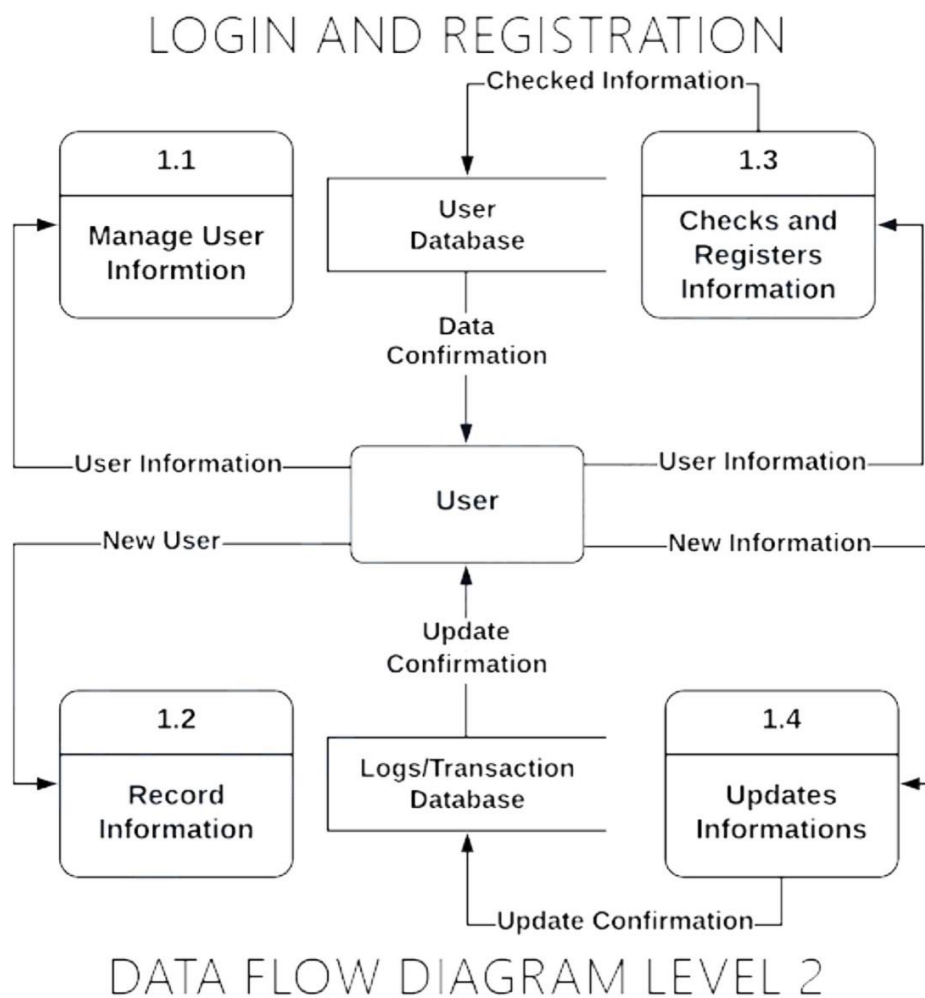 LOGIN AND REGISTRATION
Checked Information
1.1
Manage User
Informtion
User
Database
1.3
Checks and
Registers
Information
Data
Confirmation
User Information
User
User Information
New User
New Information
Update
Confirmation
1.2
Record
Information
Logs/Transaction
Database
1.4
Updates
Informations
Update Confirmation
DATA FLOW DIAGRAM LEVEL 2